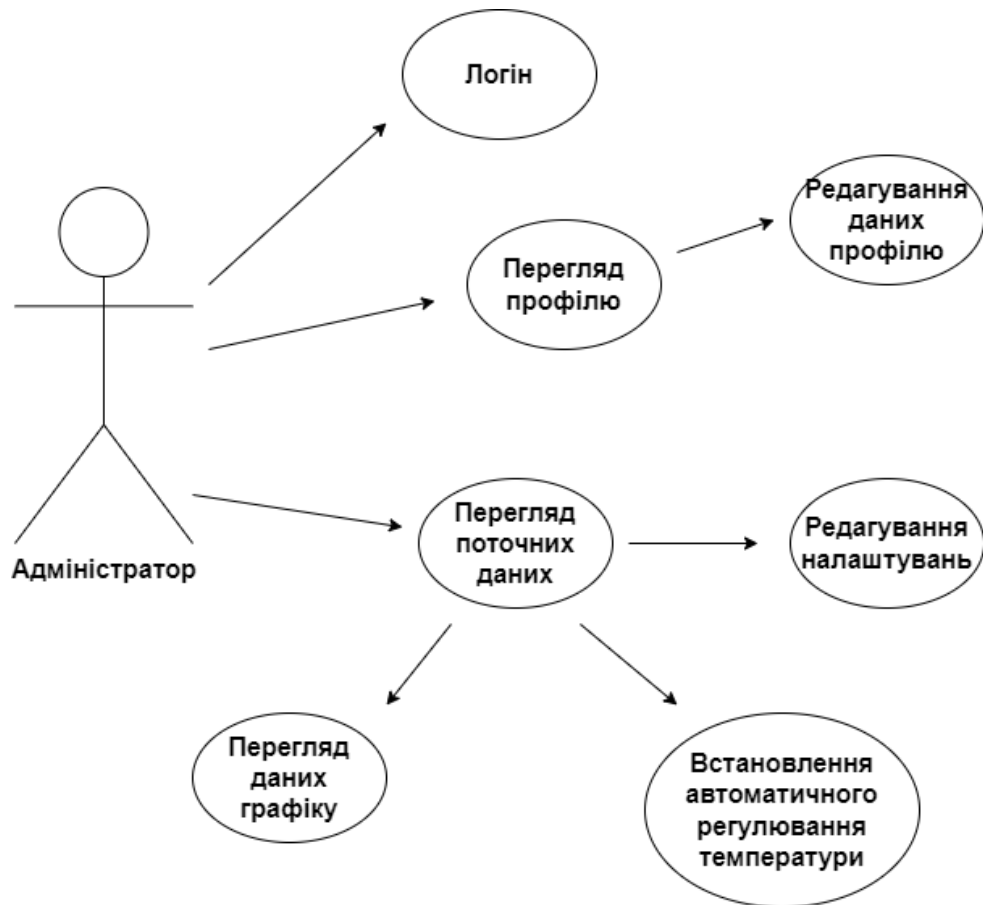 Логін
Редагування
даних
профілю
Перегляд
профілю
Перегляд
поточних
даних
Редагування
налаштувань
Адміністратор
Перегляд
даних
графіку
Встановлення
автоматичного
регулювання
температури